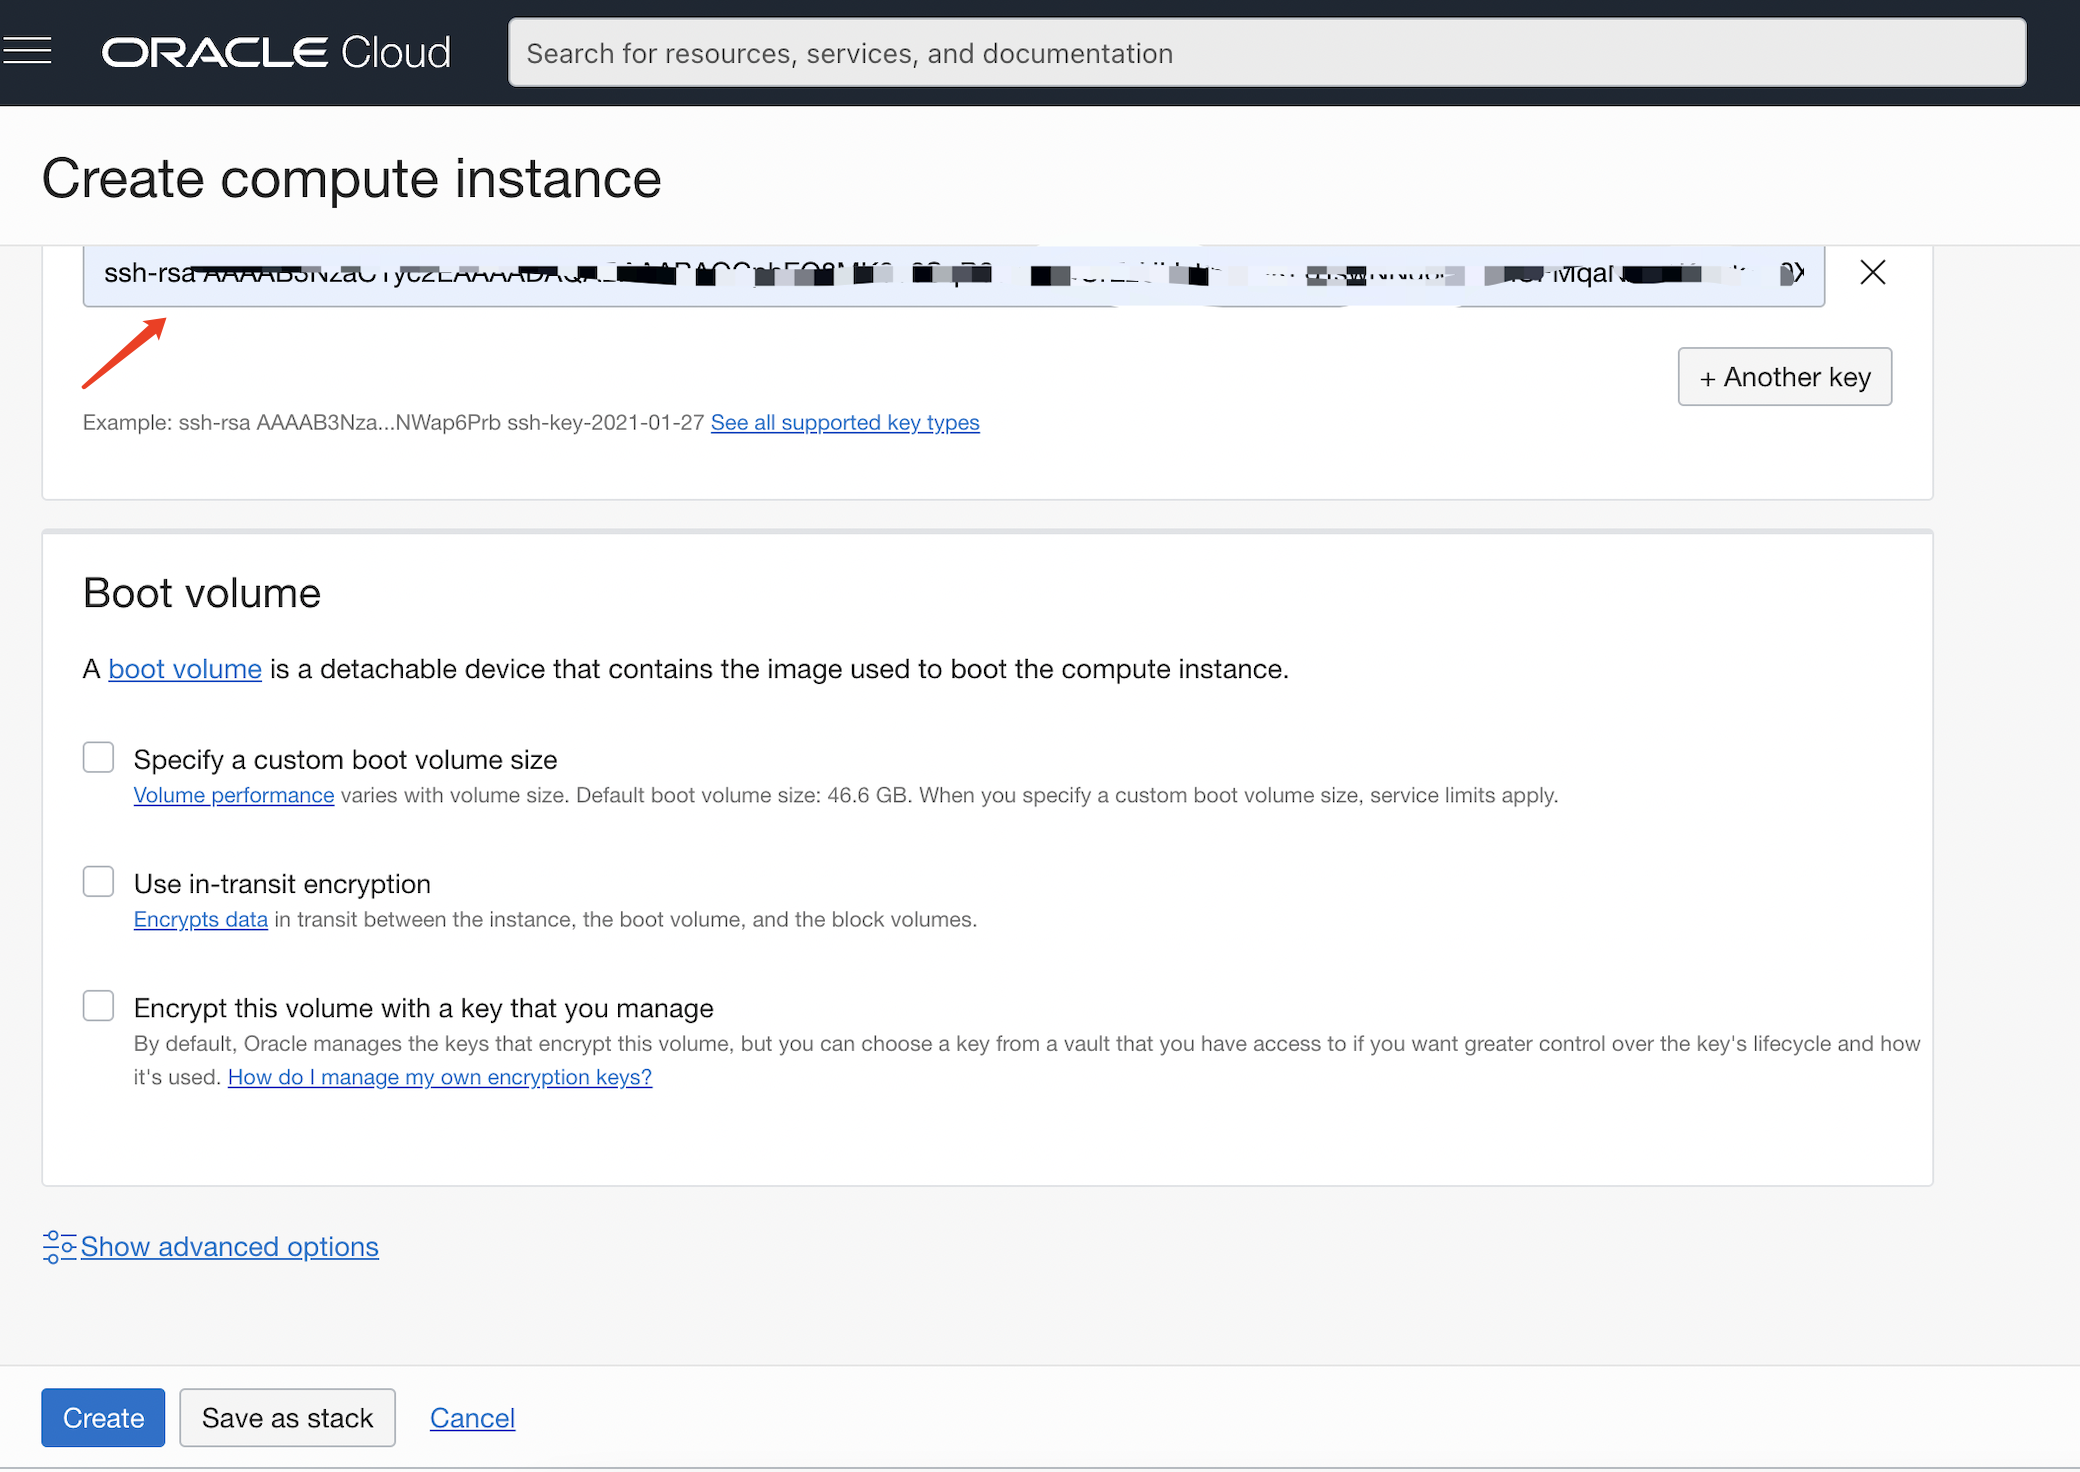 ORACLE Cloud
Search for resources, services, and documentation
Create compute instance
ssh-rsa
+ Another key
Example: ssh-rsa AAAAB3Nza...NWap6Prb ssh-key-2021-01-27 See all supported key types
Boot volume
A boot volume is a detachable device that contains the image used to boot the compute instance.
Specify a custom boot volume size
Volume performance varies with volume size. Default boot volume size: 46.6 GB. When you specify a custom boot volume size, service limits apply.
Use in-transit encryption
Encrypts data in transit between the instance, the boot volume, and the block volumes.
Encrypt this volume with a key that you manage
By default, Oracle manages the keys that encrypt this volume, but you can choose a key from a vault that you have access to if you want greater control over the key's lifecycle and how
it's used. How do I manage my own encryption keys?
Show advanced options
Create
Save as stack
Cancel